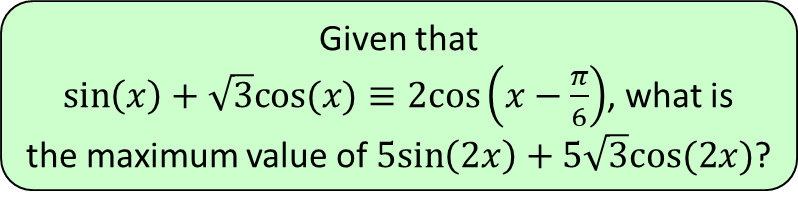 Given that
sin(x) + √3cos(x) ≡ 2cos(x − π/6), what is
the maximum value of 5sin(2x) + 5√3cos(2x)?